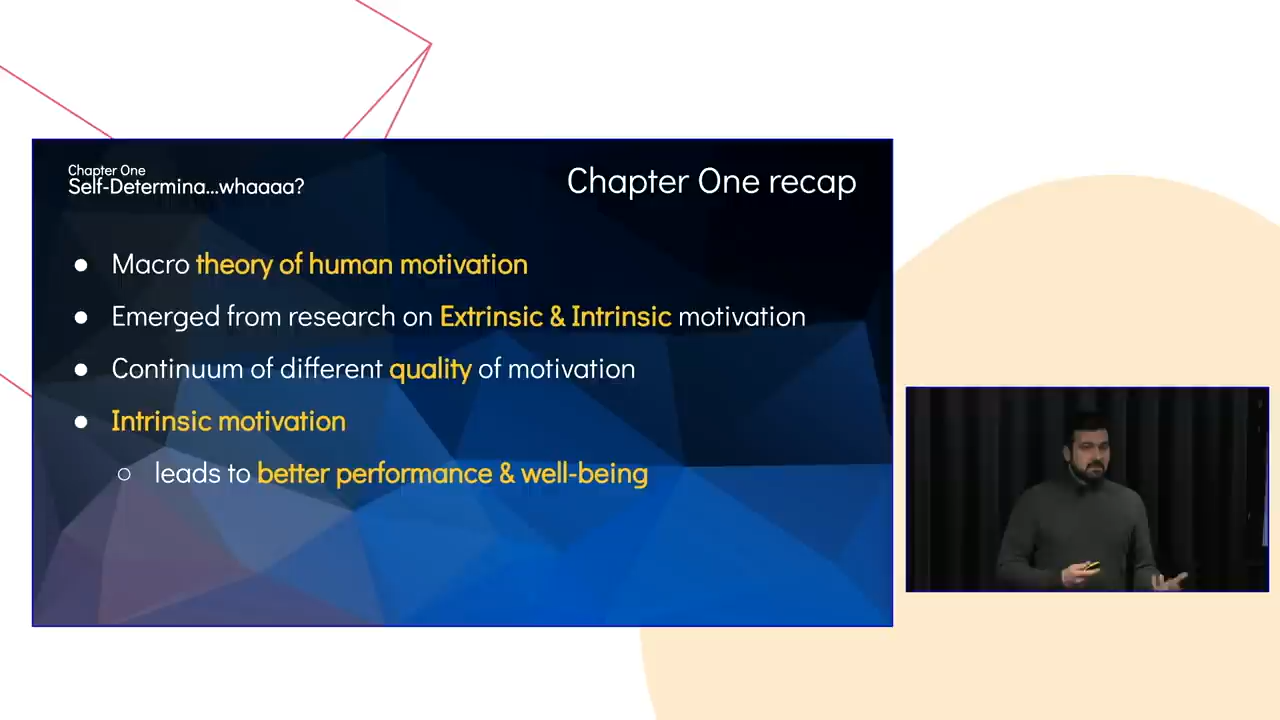 Chapter One
Self-Determina...whaaaa?
Chapter One recap
● Macro theory of human motivation
● Emerged from research on Extrinsic & Intrinsic motivation
● Continuum of different quality of motivation
● Intrinsic motivation
○ leads to better performance & well-being